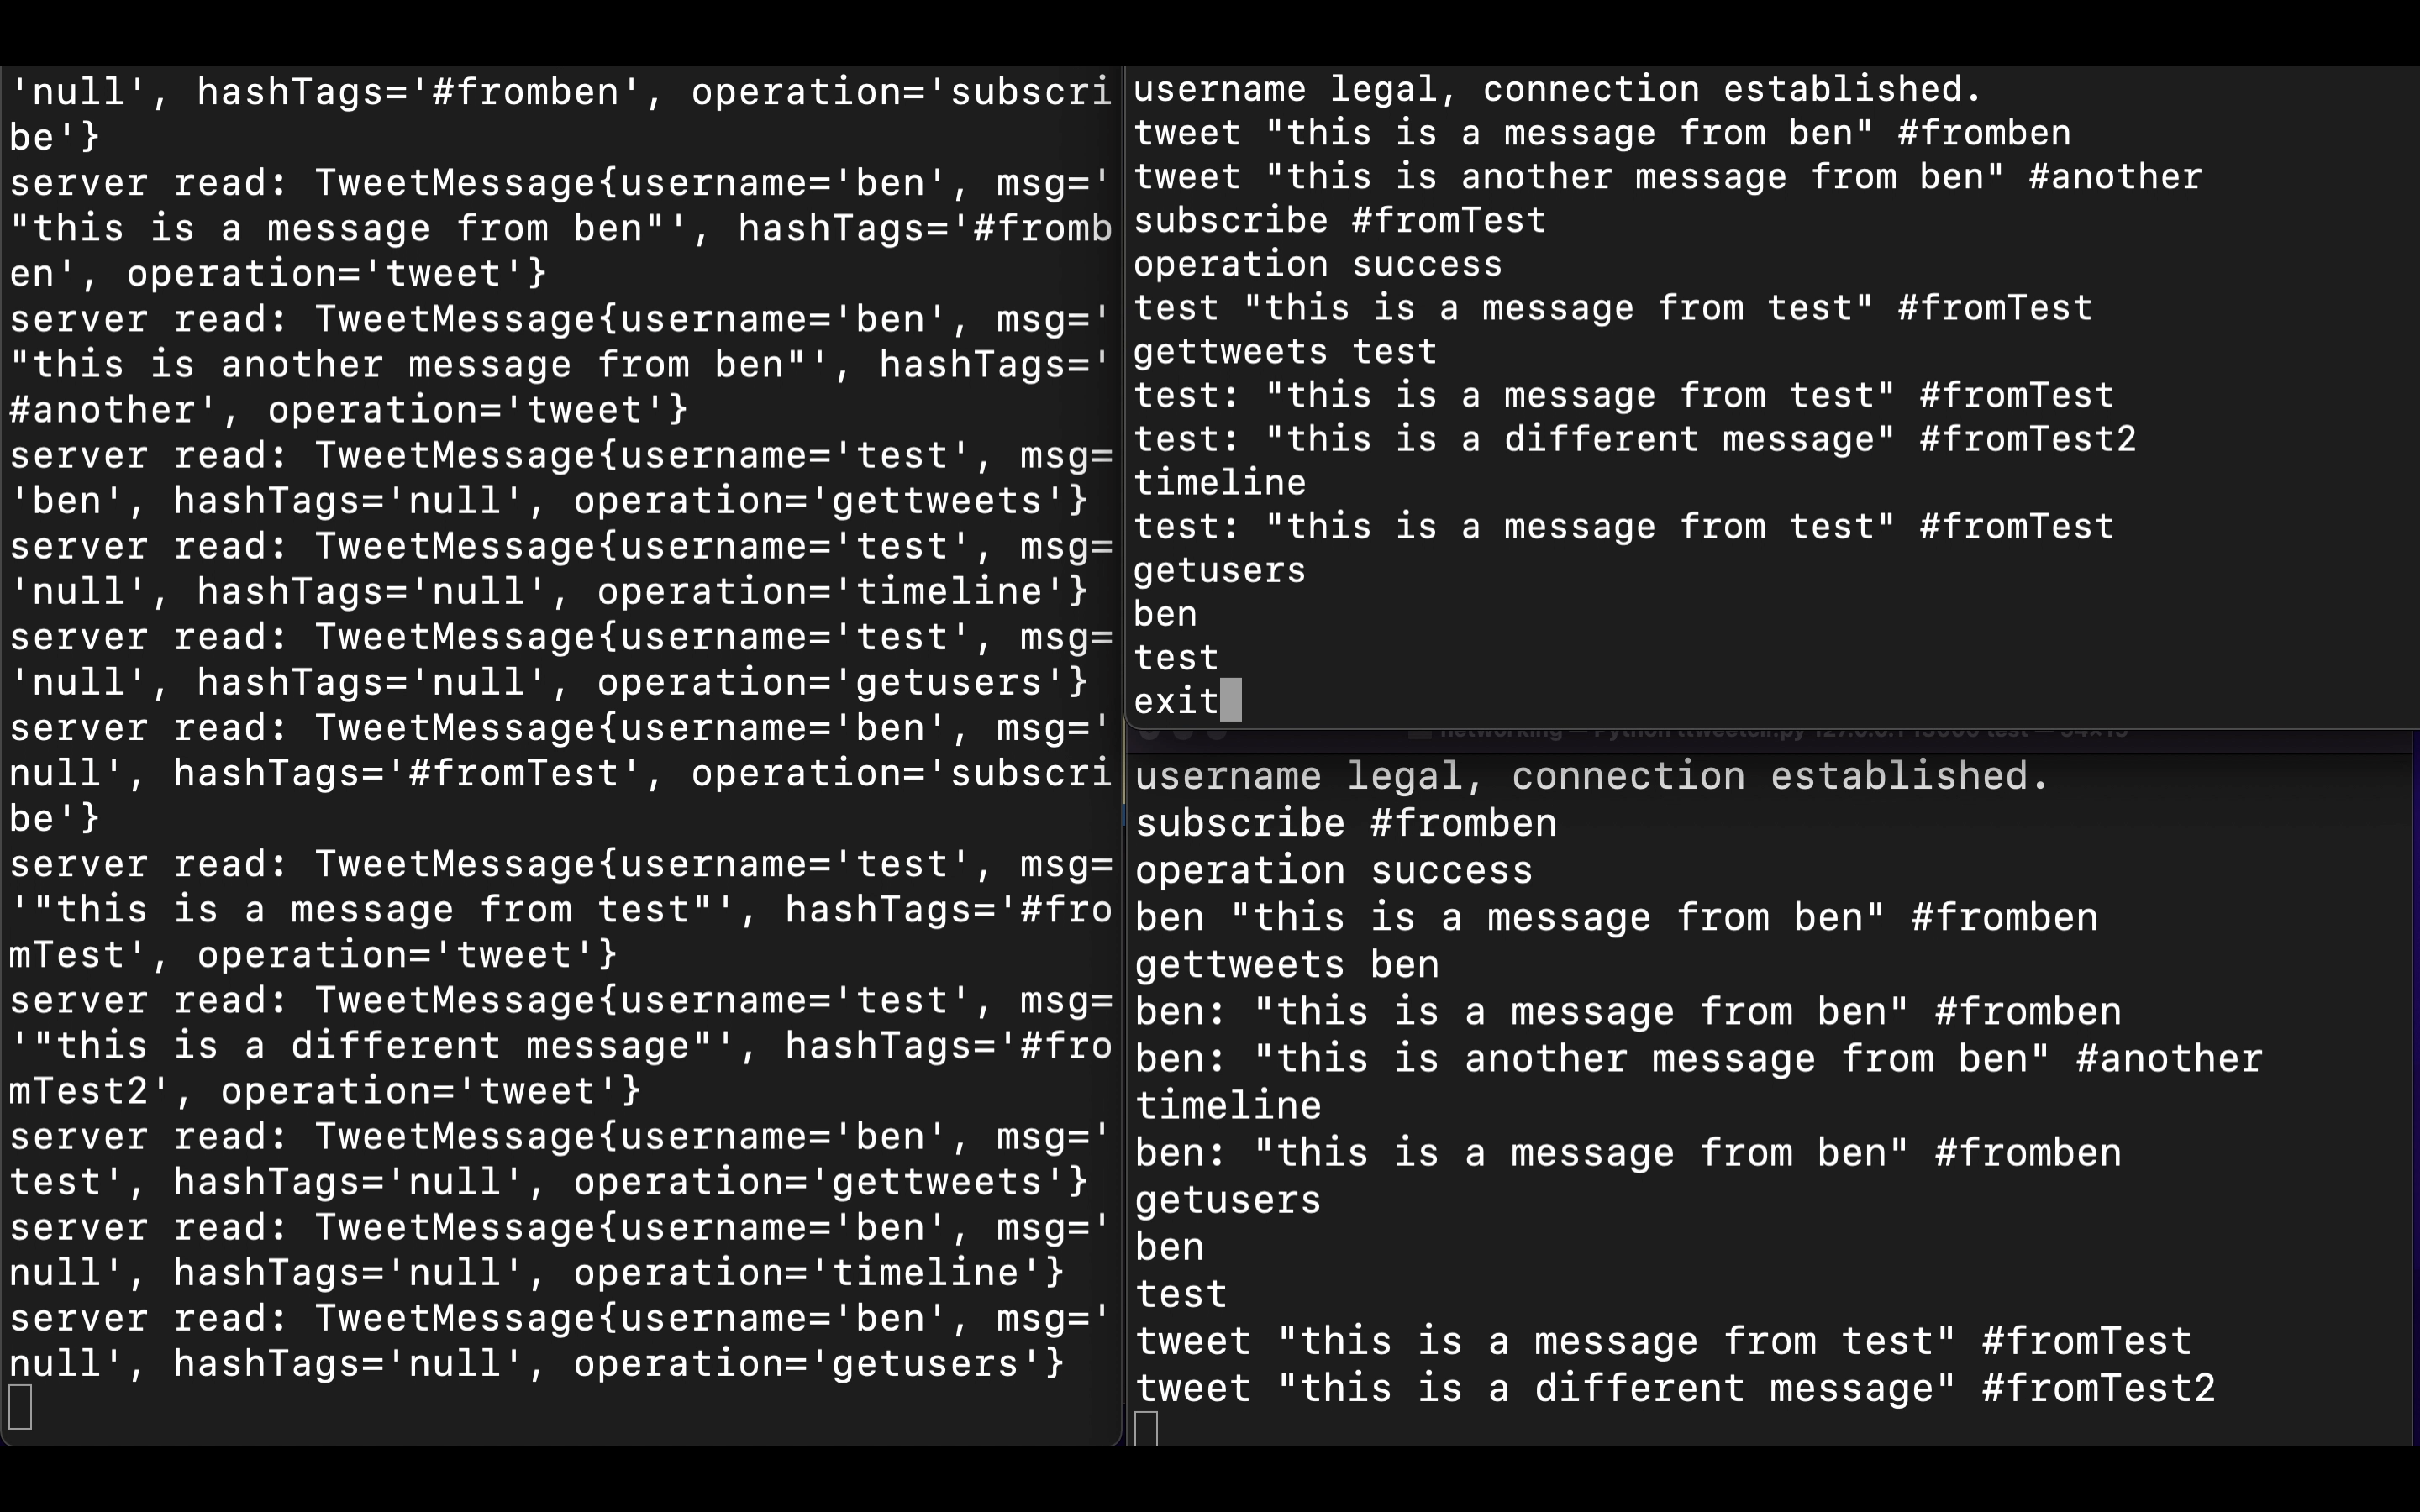 'null', hashTags='#fromben', operation='subscri
be'}
server read: TweetMessage{username='ben', msg='
"this is a message from ben"', hashTags='#fromb
en', operation='tweet'}
server read: TweetMessage{username='ben', msg='
"this is another message from ben"', hashTags='
#another', operation='tweet'}
server read: TweetMessage{username='test', msg=
'ben', hashTags='null', operation='gettweets'}
server read: TweetMessage{username='test', msg=
'null', hashTags='null', operation='timeline'}
server read: TweetMessage{username='test', msg=
'null', hashTags='null', operation='getusers'}
server read: TweetMessage{username='ben', msg='
null', hashTags='#fromTest', operation='subscri
be'}
server read: TweetMessage{username='test', msg=
'"this is a message from test"', hashTags='#fro
mTest', operation='tweet'}
server read: TweetMessage{username='test', msg=
'"this is a different message"', hashTags='#fro
mTest2', operation='tweet'}
server read: TweetMessage{username='ben', msg='
test', hashTags='null', operation='gettweets'}
server read: TweetMessage{username='ben', msg='
null', hashTags='null', operation='timeline'}
server read: TweetMessage{username='ben', msg='
null', hashTags='null', operation='getusers'}
username legal, connection established.
tweet "this is a message from ben" #fromben
tweet "this is another message from ben" #another
subscribe #fromTest
operation success
test "this is a message from test" #fromTest
gettweets test
test: "this is a message from test" #fromTest
test: "this is a different message" #fromTest2
timeline
test: "this is a message from test" #fromTest
getusers
ben
test
exit
username legal, connection established.
subscribe #fromben
operation success
ben "this is a message from ben" #fromben
gettweets ben
ben: "this is a message from ben" #fromben
ben: "this is another message from ben" #another
timeline
ben: "this is a message from ben" #fromben
getusers
ben
test
tweet "this is a message from test" #fromTest
tweet "this is a different message" #fromTest2